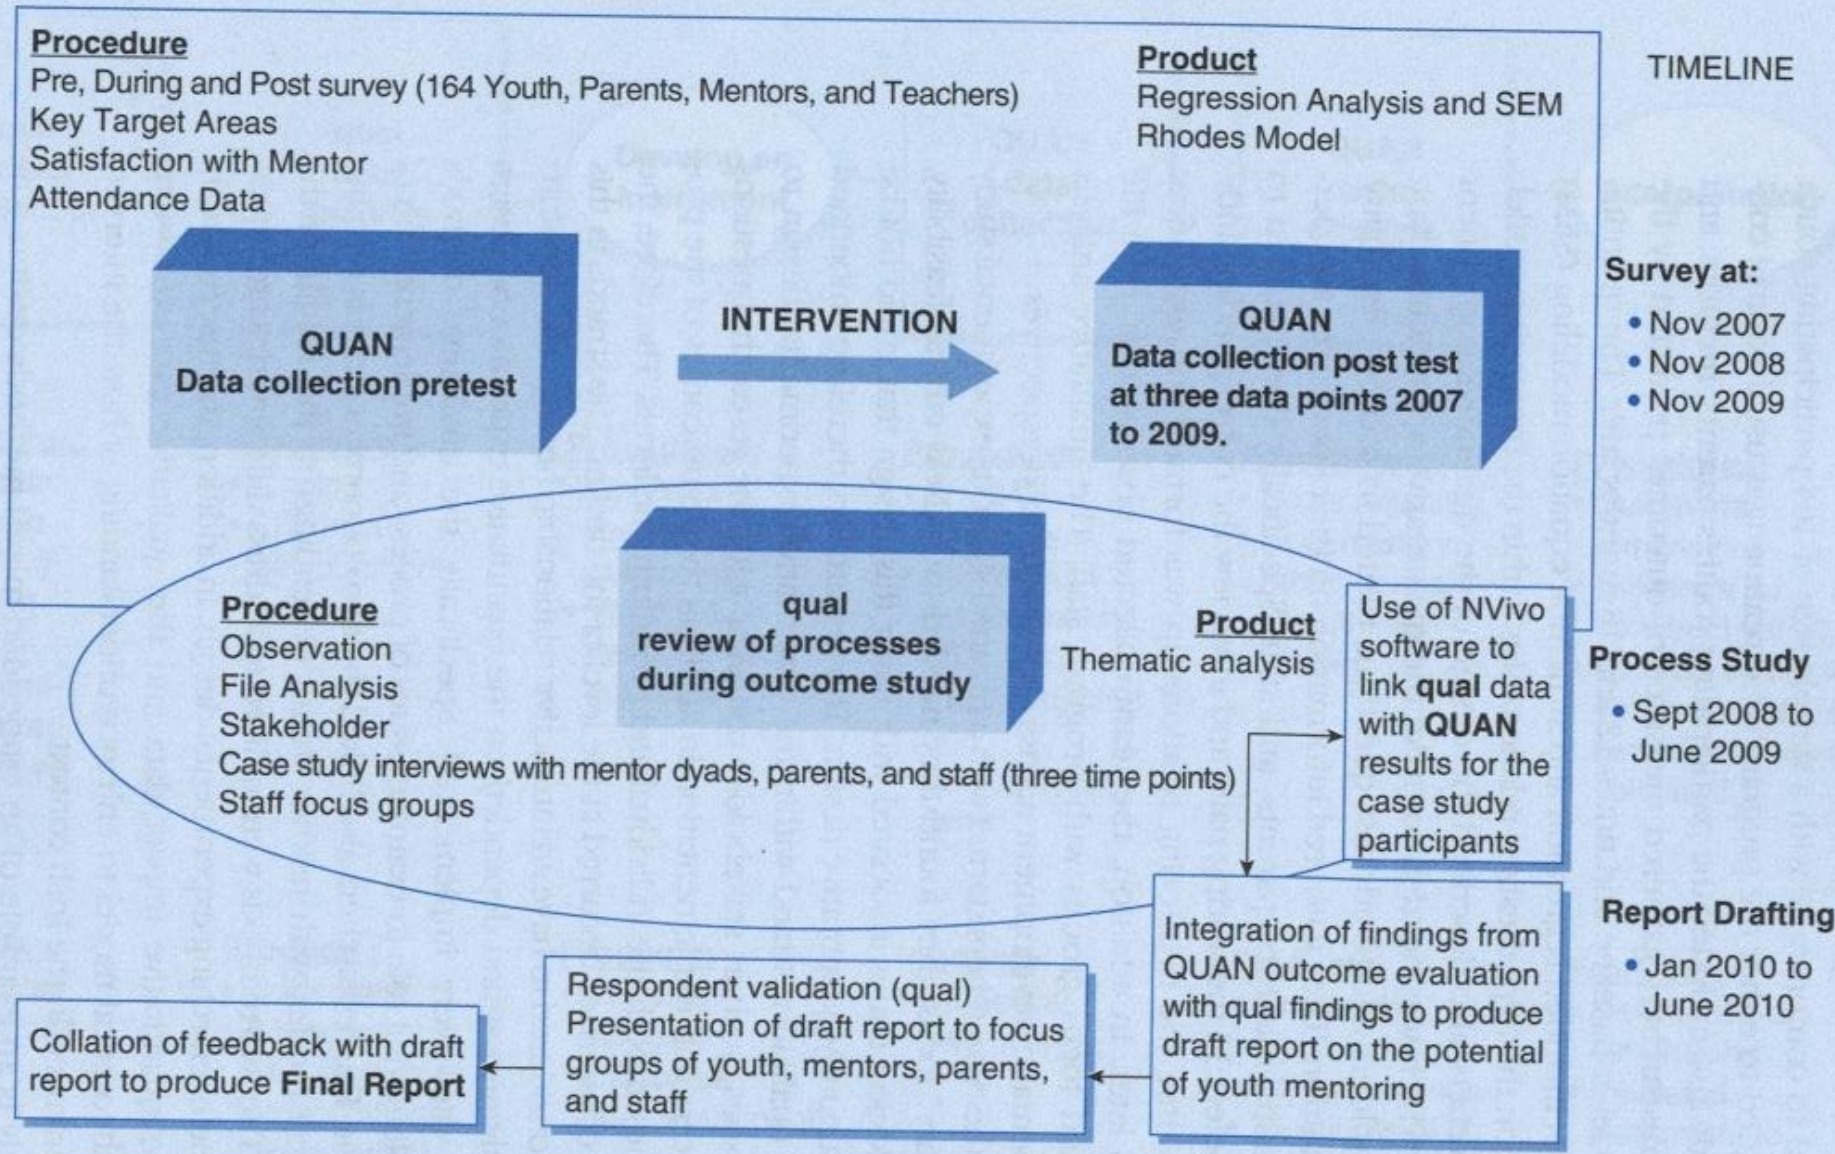 Procedure
Pre, During and Post survey (164 Youth, Parents, Mentors, and Teachers)
Key Target Areas
Satisfaction with Mentor
Attendance Data
Product
Regression Analysis and SEM
Rhodes Model
TIMELINE
QUAN
Data collection pretest
INTERVENTION
QUAN
Data collection post test
at three data points 2007
to 2009.
Survey at:
• Nov 2007
• Nov 2008
• Nov 2009
Procedure
Observation
File Analysis
Stakeholder
Case study interviews with mentor dyads, parents, and staff (three time points)
Staff focus groups
qual
review of processes
during outcome study
Product
Thematic analysis
Use of NVivo
software to
link qual data
with QUAN
results for the
case study
participants
Process Study
• Sept 2008 to
June 2009
Integration of findings from
QUAN outcome evaluation
with qual findings to produce
draft report on the potential
of youth mentoring
Report Drafting
• Jan 2010 to
June 2010
Respondent validation (qual)
Presentation of draft report to focus
groups of youth, mentors, parents,
and staff
Collation of feedback with draft
report to produce Final Report